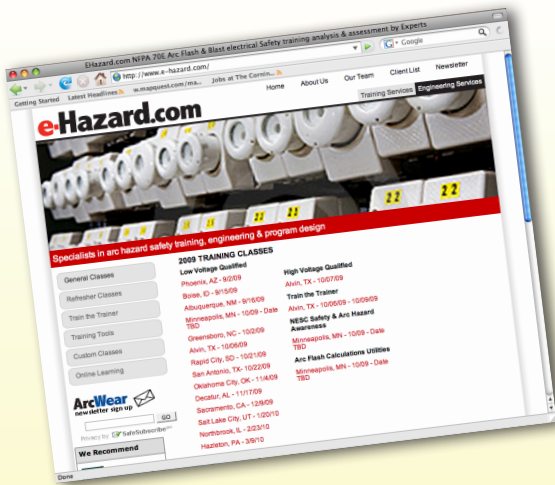 EHazard.com NFPA 70E Arc Flash & Blast electrical Safety training analysis & assessment by Experts
http://www.e-hazard.com/
Google
Getting Started Latest Headlines w.mapquest.com/ma... Jobs at The Cornin...
Home About Us Our Team Client List Newsletter
Training Services Engineering Services
e-Hazard.com
21 21 22 22
Specialists in arc hazard safety training, engineering & program design
General Classes
Refresher Classes
Train the Trainer
Training Tools
Custom Classes
Online Learning
ArcWear
newsletter sign up
GO
Privacy by SafeSubscribe
We Recommend
2009 TRAINING CLASSES
Low Voltage Qualified
Phoenix, AZ - 9/2/09
Boise, ID - 9/15/09
Albuquerque, NM - 9/16/09
Minneapolis, MN - 10/09 - Date
TBD
Greensboro, NC - 10/2/09
Alvin, TX - 10/06/09
Rapid City, SD - 10/21/09
San Antonio, TX- 10/22/09
Oklahoma City, OK - 11/4/09
Decatur, AL - 11/17/09
Sacramento, CA - 12/9/09
Salt Lake City, UT - 1/20/10
Northbrook, IL - 2/23/10
Hazleton, PA - 3/9/10
High Voltage Qualified
Alvin, TX - 10/07/09
Train the Trainer
Alvin, TX - 10/06/09 - 10/09/09
NESC Safety & Arc Hazard
Awareness
Minneapolis, MN - 10/09 - Date
TBD
Arc Flash Calculations Utilities
Minneapolis, MN - 10/09 - Date
TBD
Done